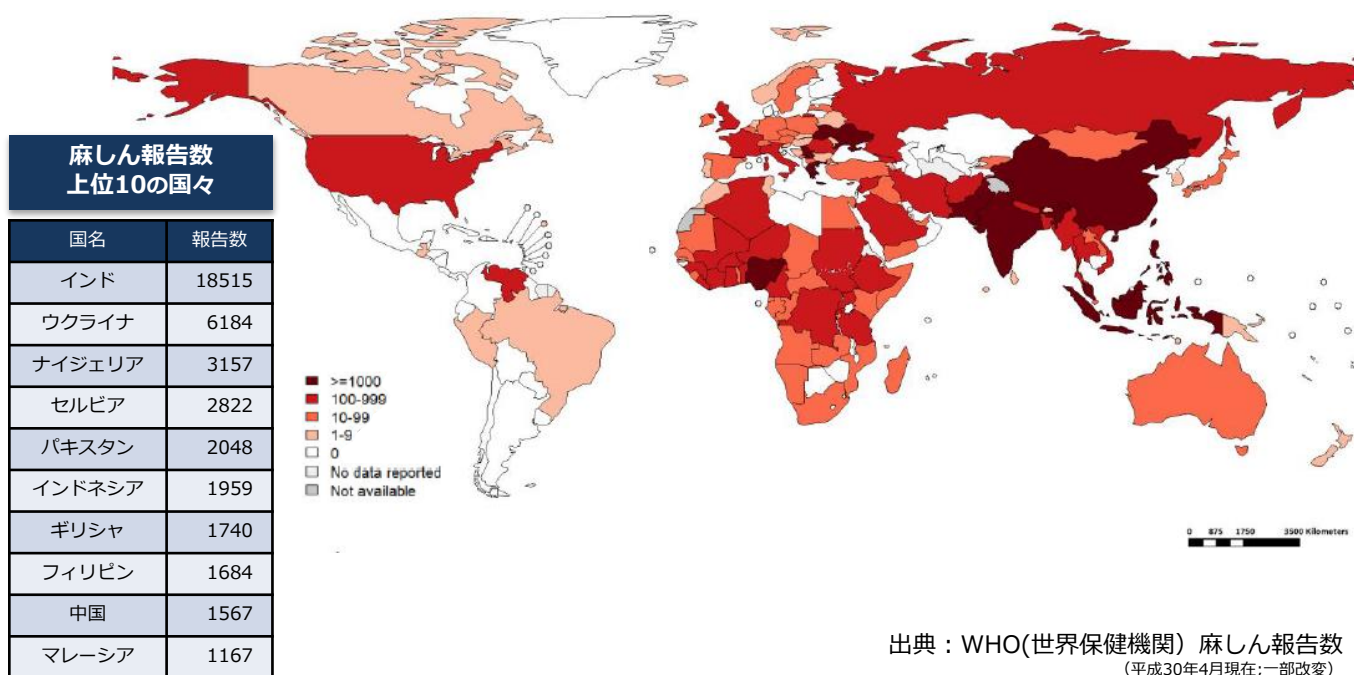 麻しん報告数
上位10の国々
国名 報告数
インド 18515
ウクライナ 6184
ナイジェリア 3157
セルビア 2822
パキスタン 2048
インドネシア 1959
ギリシャ 1740
フィリピン 1684
中国 1567
マレーシア 1167
>=1000
100-999
10-99
1-9
0
No data reported
Not available
0 875 1750 3500 Kilometers
出典：WHO(世界保健機関）麻しん報告数
（平成30年4月現在;一部改変）